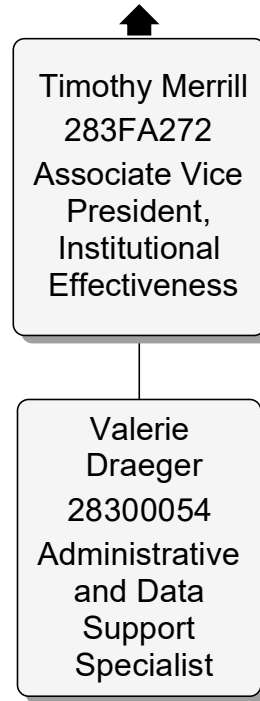 Timothy Merrill
283FA272
Associate Vice
President,
Institutional
Effectiveness
Valerie
Draeger
28300054
Administrative
and Data
Support
Specialist